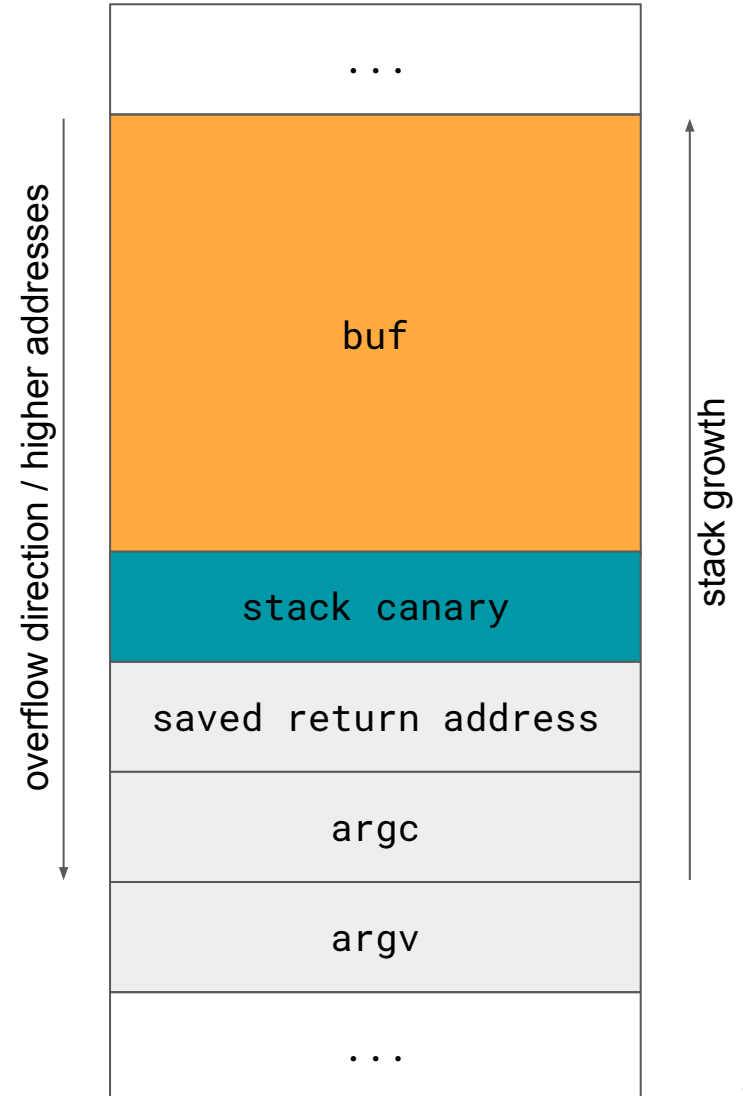 ...
overflow direction / higher addresses
buf
stack growth
stack canary
saved return address
argc
argv
...